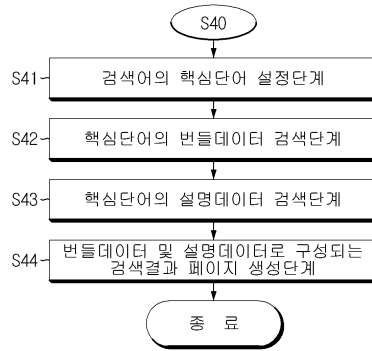 S40
S41 검색어의 핵심단어 설정단계
S42 핵심단어의 번들데이터 검색단계
S43 핵심단어의 설명데이터 검색단계
S44 번들데이터 및 설명데이터로 구성되는
검색결과 페이지 생성단계
종 료